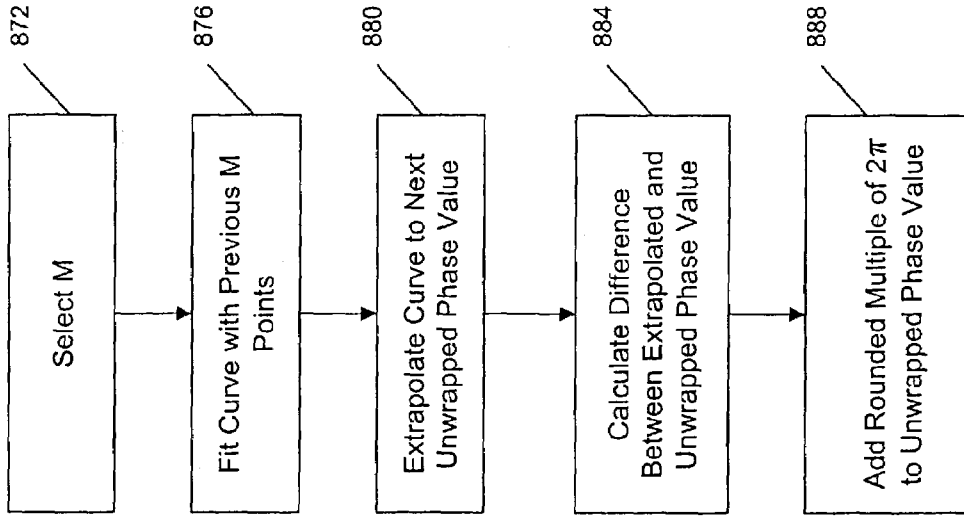 872
Select M
876
Fit Curve with Previous M
Points
880
Extrapolate Curve to Next
Unwrapped Phase Value
884
Calculate Difference
Between Extrapolated and
Unwrapped Phase Value
888
Add Rounded Multiple of 2π
to Unwrapped Phase Value